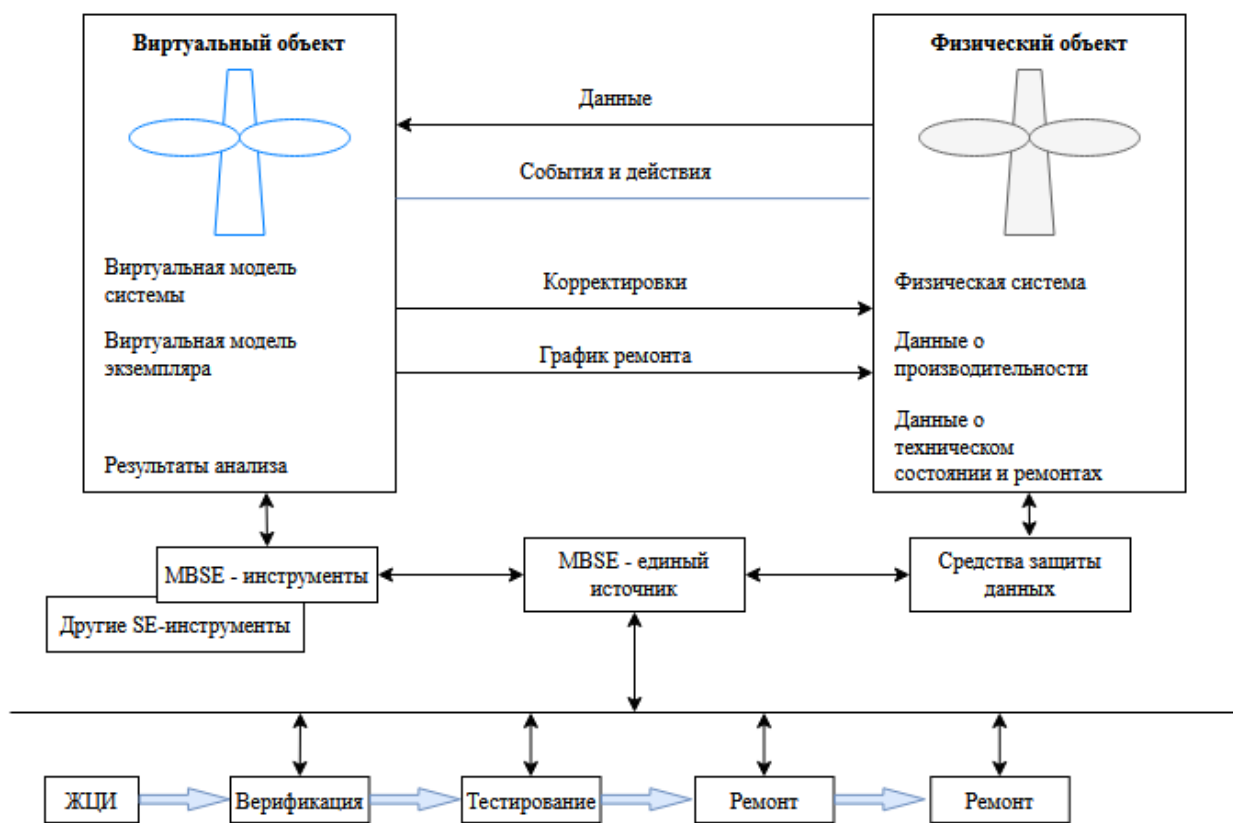 Виртуальный объект
Физический объект
Данные
События и действия
Виртуальная модель
системы
Корректировки
Физическая система
Виртуальная модель
экземпляра
График ремонта
Данные о
производительности
Результаты анализа
Данные о
техническом
состоянии и ремонтах
MBSE - инструменты
MBSE - единый
источник
Средства защиты
данных
Другие SE-инструменты
ЖЦИ
Верификация
Тестирование
Ремонт
Ремонт